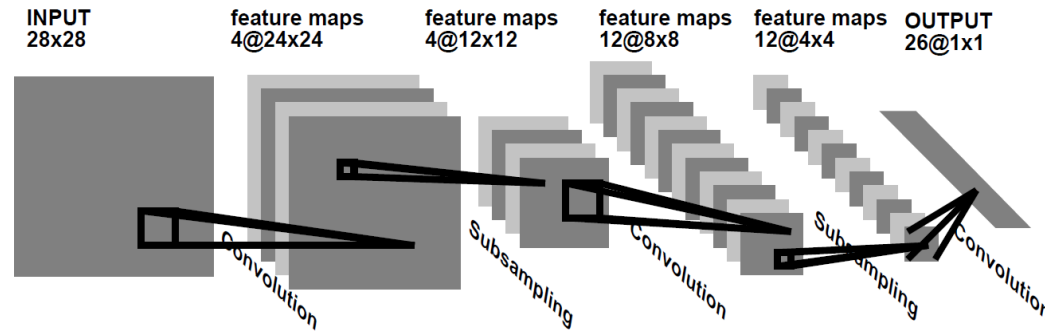 INPUT
28x28
feature maps
4@24x24
feature maps
4@12x12
feature maps
12@8x8
feature maps
12@4x4
OUTPUT
26@1x1
Convolution
Subsampling
Convolution
Subsampling
Convolution